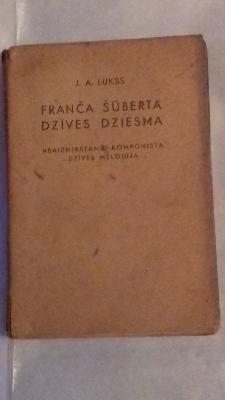 J. A. LUKSS
FRANČA ŠŪBERTA
DZĪVES DZIESMA
NEAIZMIRSTAMĀ KOMPONISTA
DZĪVES MELODIJA